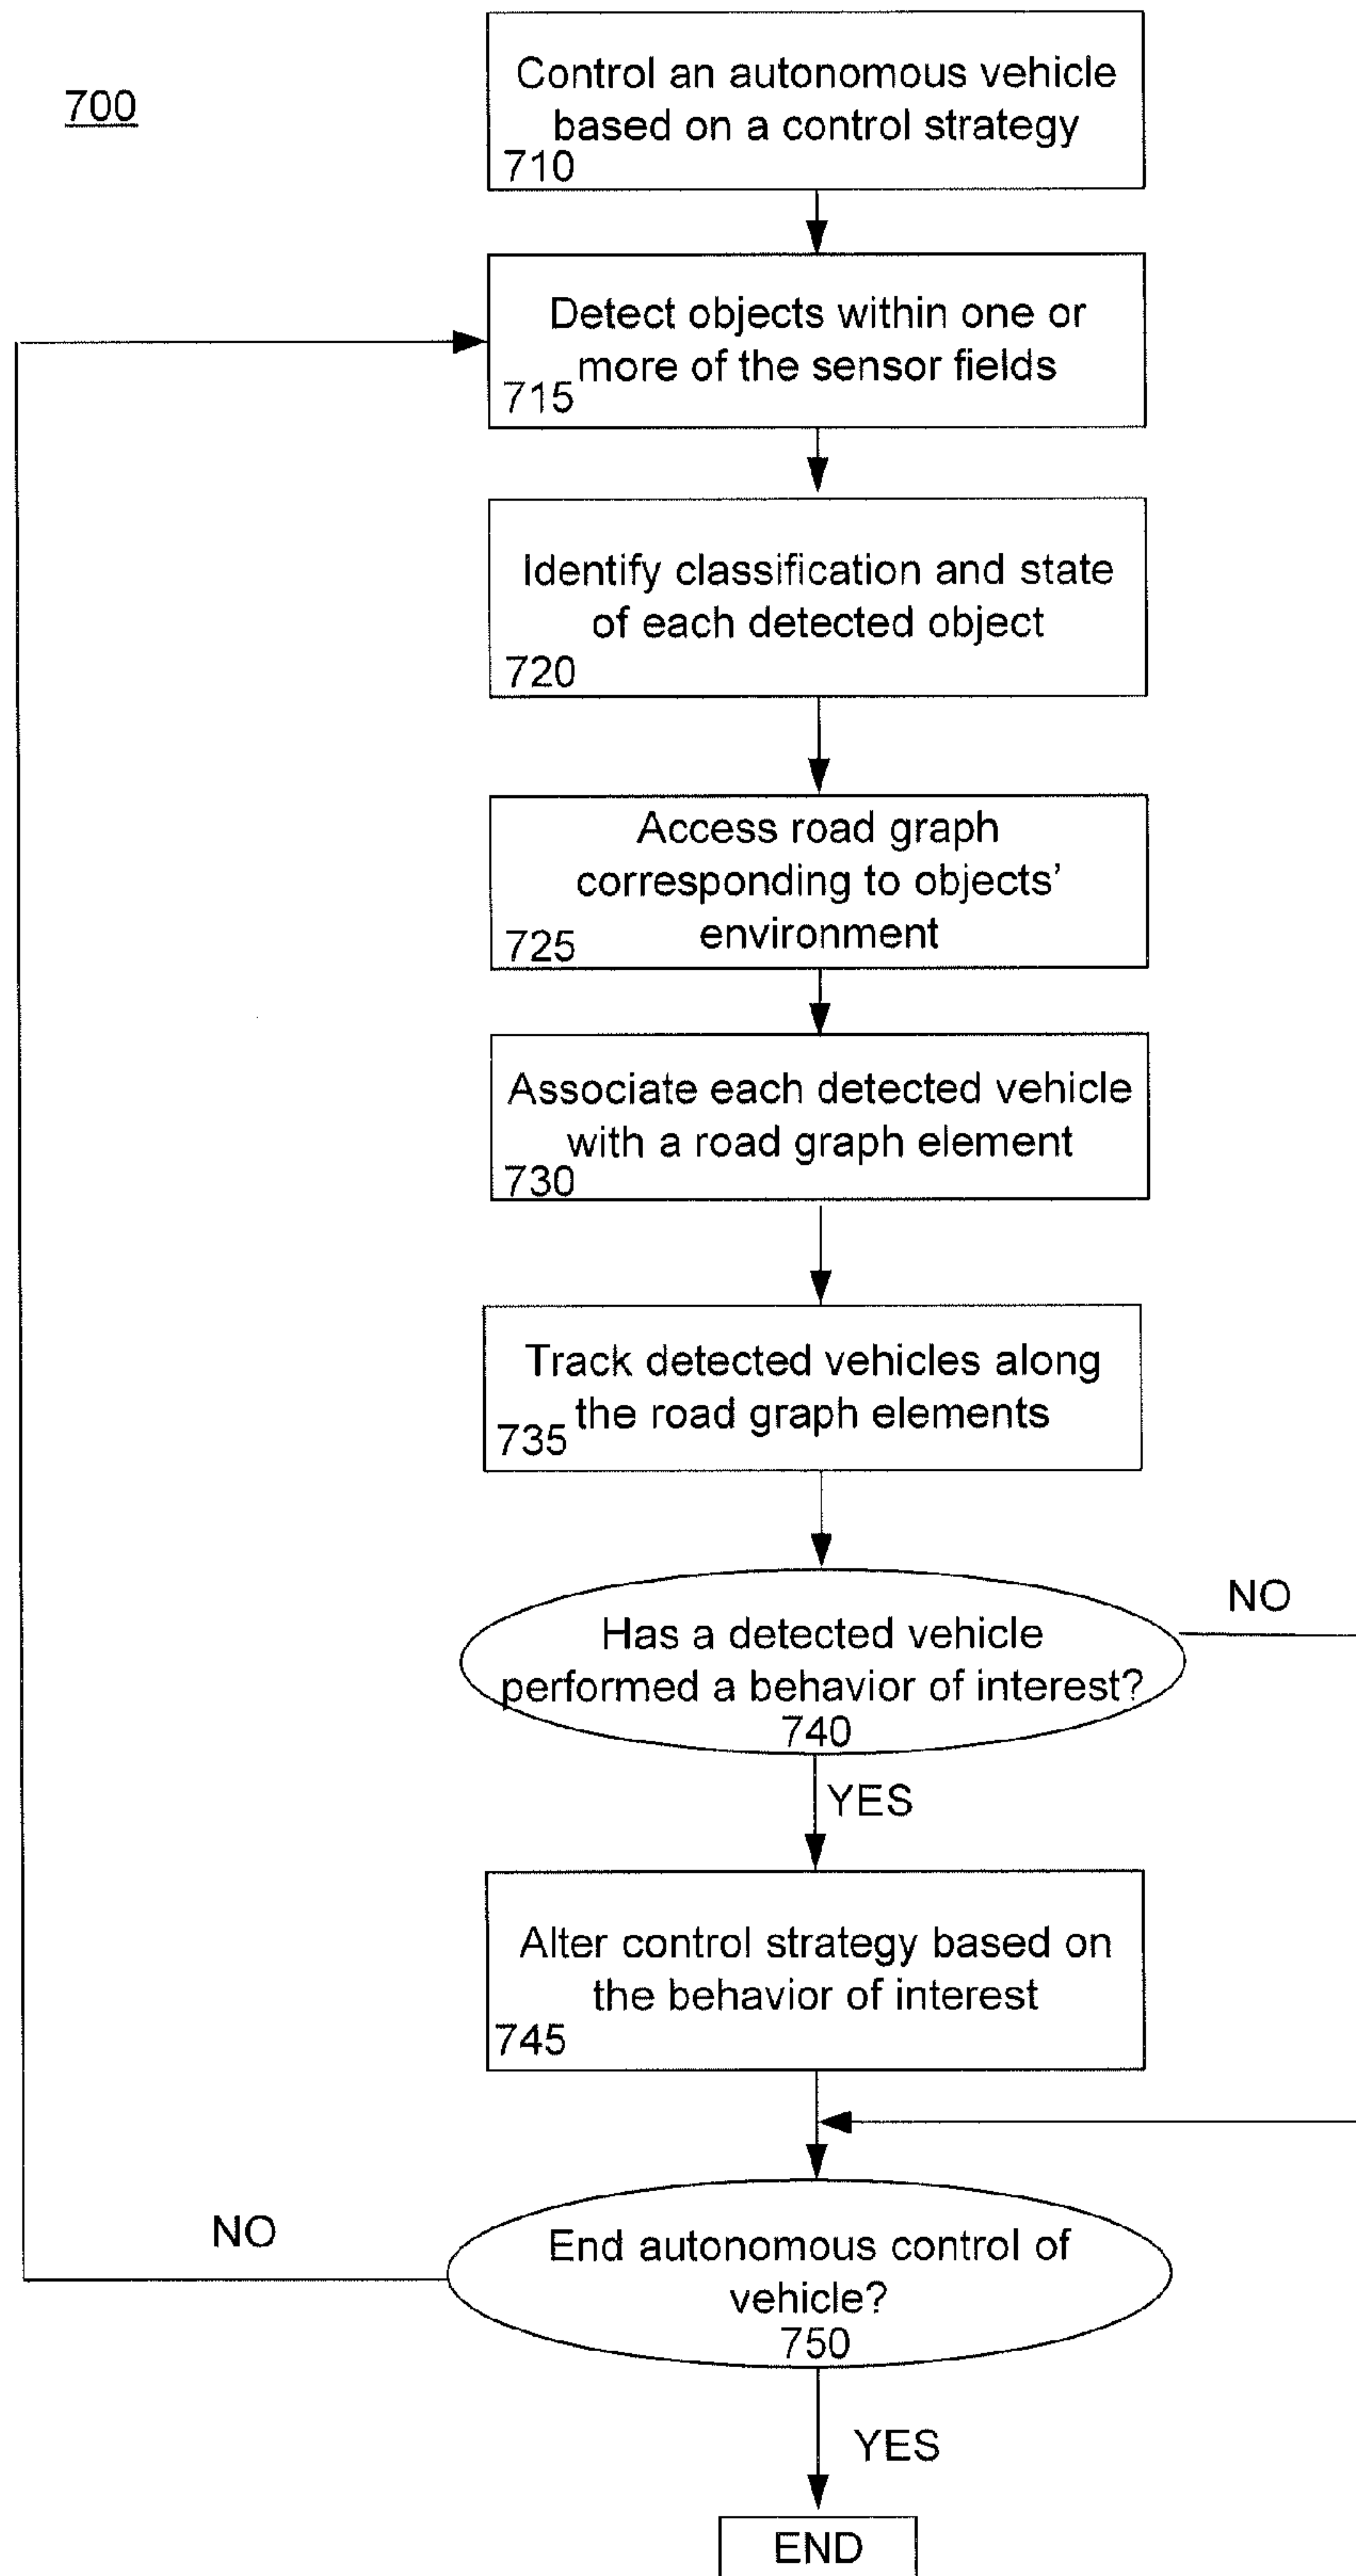 700
Control an autonomous vehicle
based on a control strategy
710
Detect objects within one or
more of the sensor fields
715
Identify classification and state
of each detected object
720
Access road graph
corresponding to objects'
environment
725
Associate each detected vehicle
with a road graph element
730
Track detected vehicles along
the road graph elements
735
Has a detected vehicle
performed a behavior of interest?
740
NO
YES
Alter control strategy based on
the behavior of interest
745
NO
End autonomous control of
vehicle?
750
YES
END